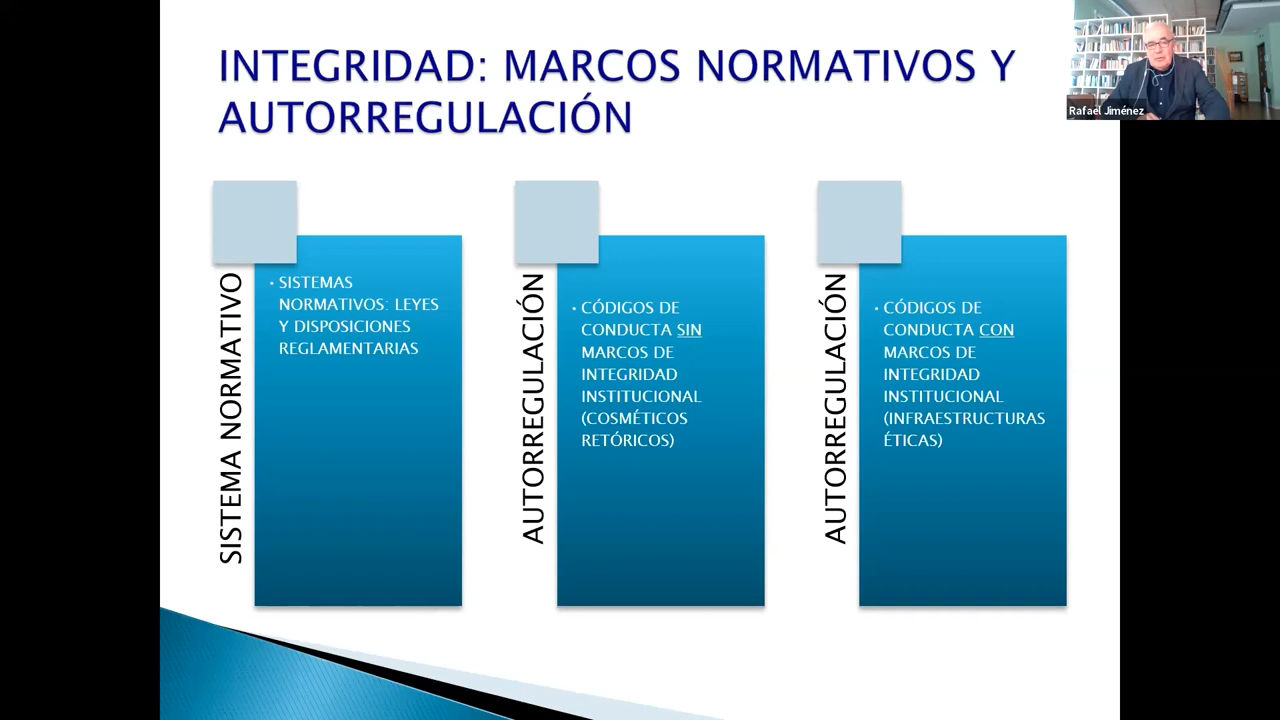 INTEGRIDAD: MARCOS NORMATIVOS Y
AUTORREGULACIÓN
Rafael Jiménez
SISTEMA NORMATIVO
• SISTEMAS
NORMATIVOS: LEYES
Y DISPOSICIONES
REGLAMENTARIAS
AUTORREGULACIÓN
• CÓDIGOS DE
CONDUCTA SIN
MARCOS DE
INTEGRIDAD
INSTITUCIONAL
(COSMÉTICOS
RETÓRICOS)
AUTORREGULACIÓN
• CÓDIGOS DE
CONDUCTA CON
MARCOS DE
INTEGRIDAD
INSTITUCIONAL
(INFRAESTRUCTURAS
ÉTICAS)